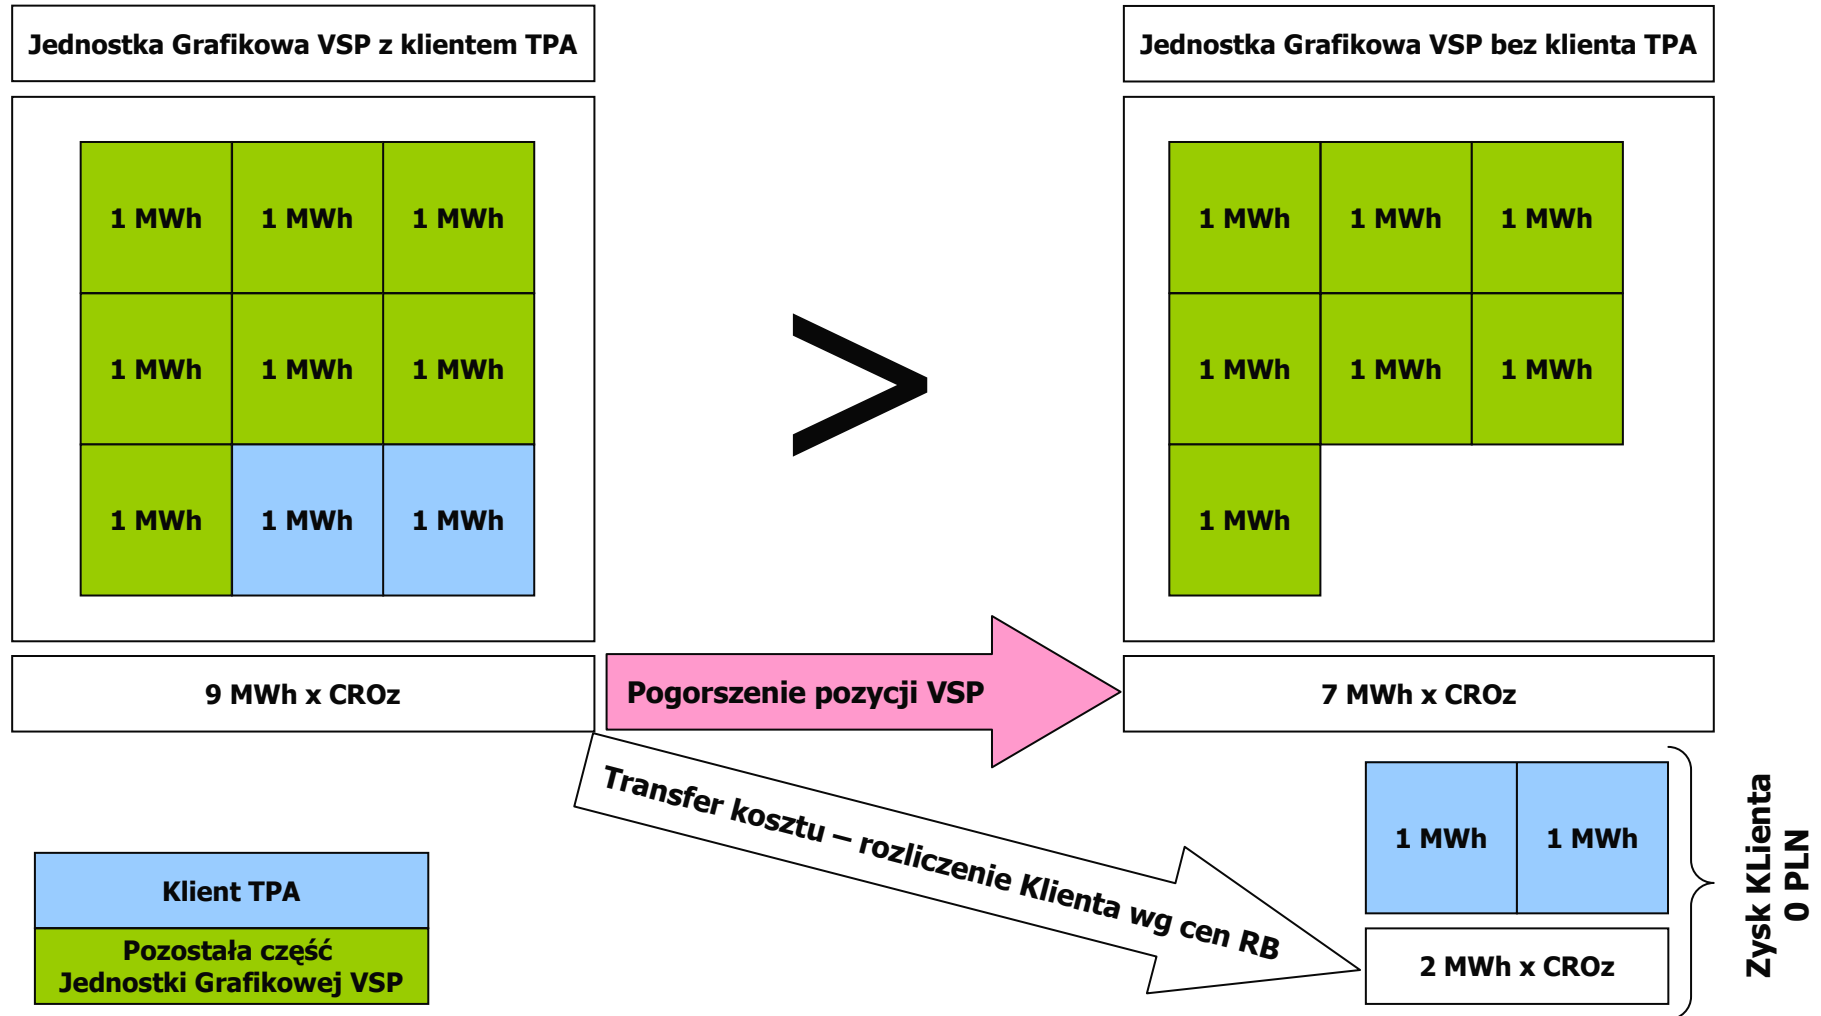 Jednostka Grafikowa VSP z klientem TPA
Jednostka Grafikowa VSP bez klienta TPA
1 MWh 1 MWh 1 MWh
1 MWh 1 MWh 1 MWh
1 MWh 1 MWh 1 MWh
>
1 MWh 1 MWh 1 MWh
1 MWh 1 MWh 1 MWh
1 MWh
9 MWh x CROz
Pogorszenie pozycji VSP
7 MWh x CROz
Transfer kosztu – rozliczenie Klienta wg cen RB
1 MWh 1 MWh
2 MWh x CROz
Zysk KLienta
0 PLN
Klient TPA
Pozostała część
Jednostki Grafikowej VSP